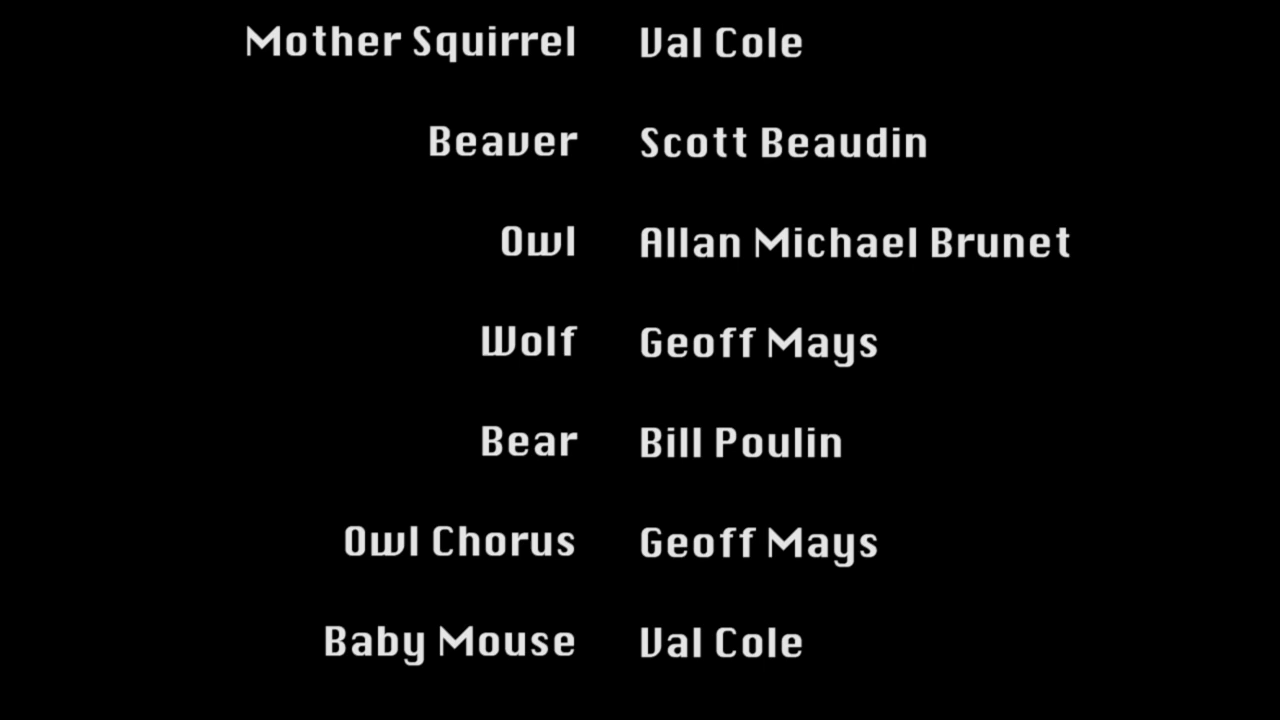 Mother Squirrel Val Cole
Beaver Scott Beaudin
Owl Allan Michael Brunet
Wolf Geoff Mays
Bear Bill Poulin
Owl Chorus Geoff Mays
Baby Mouse Val Cole